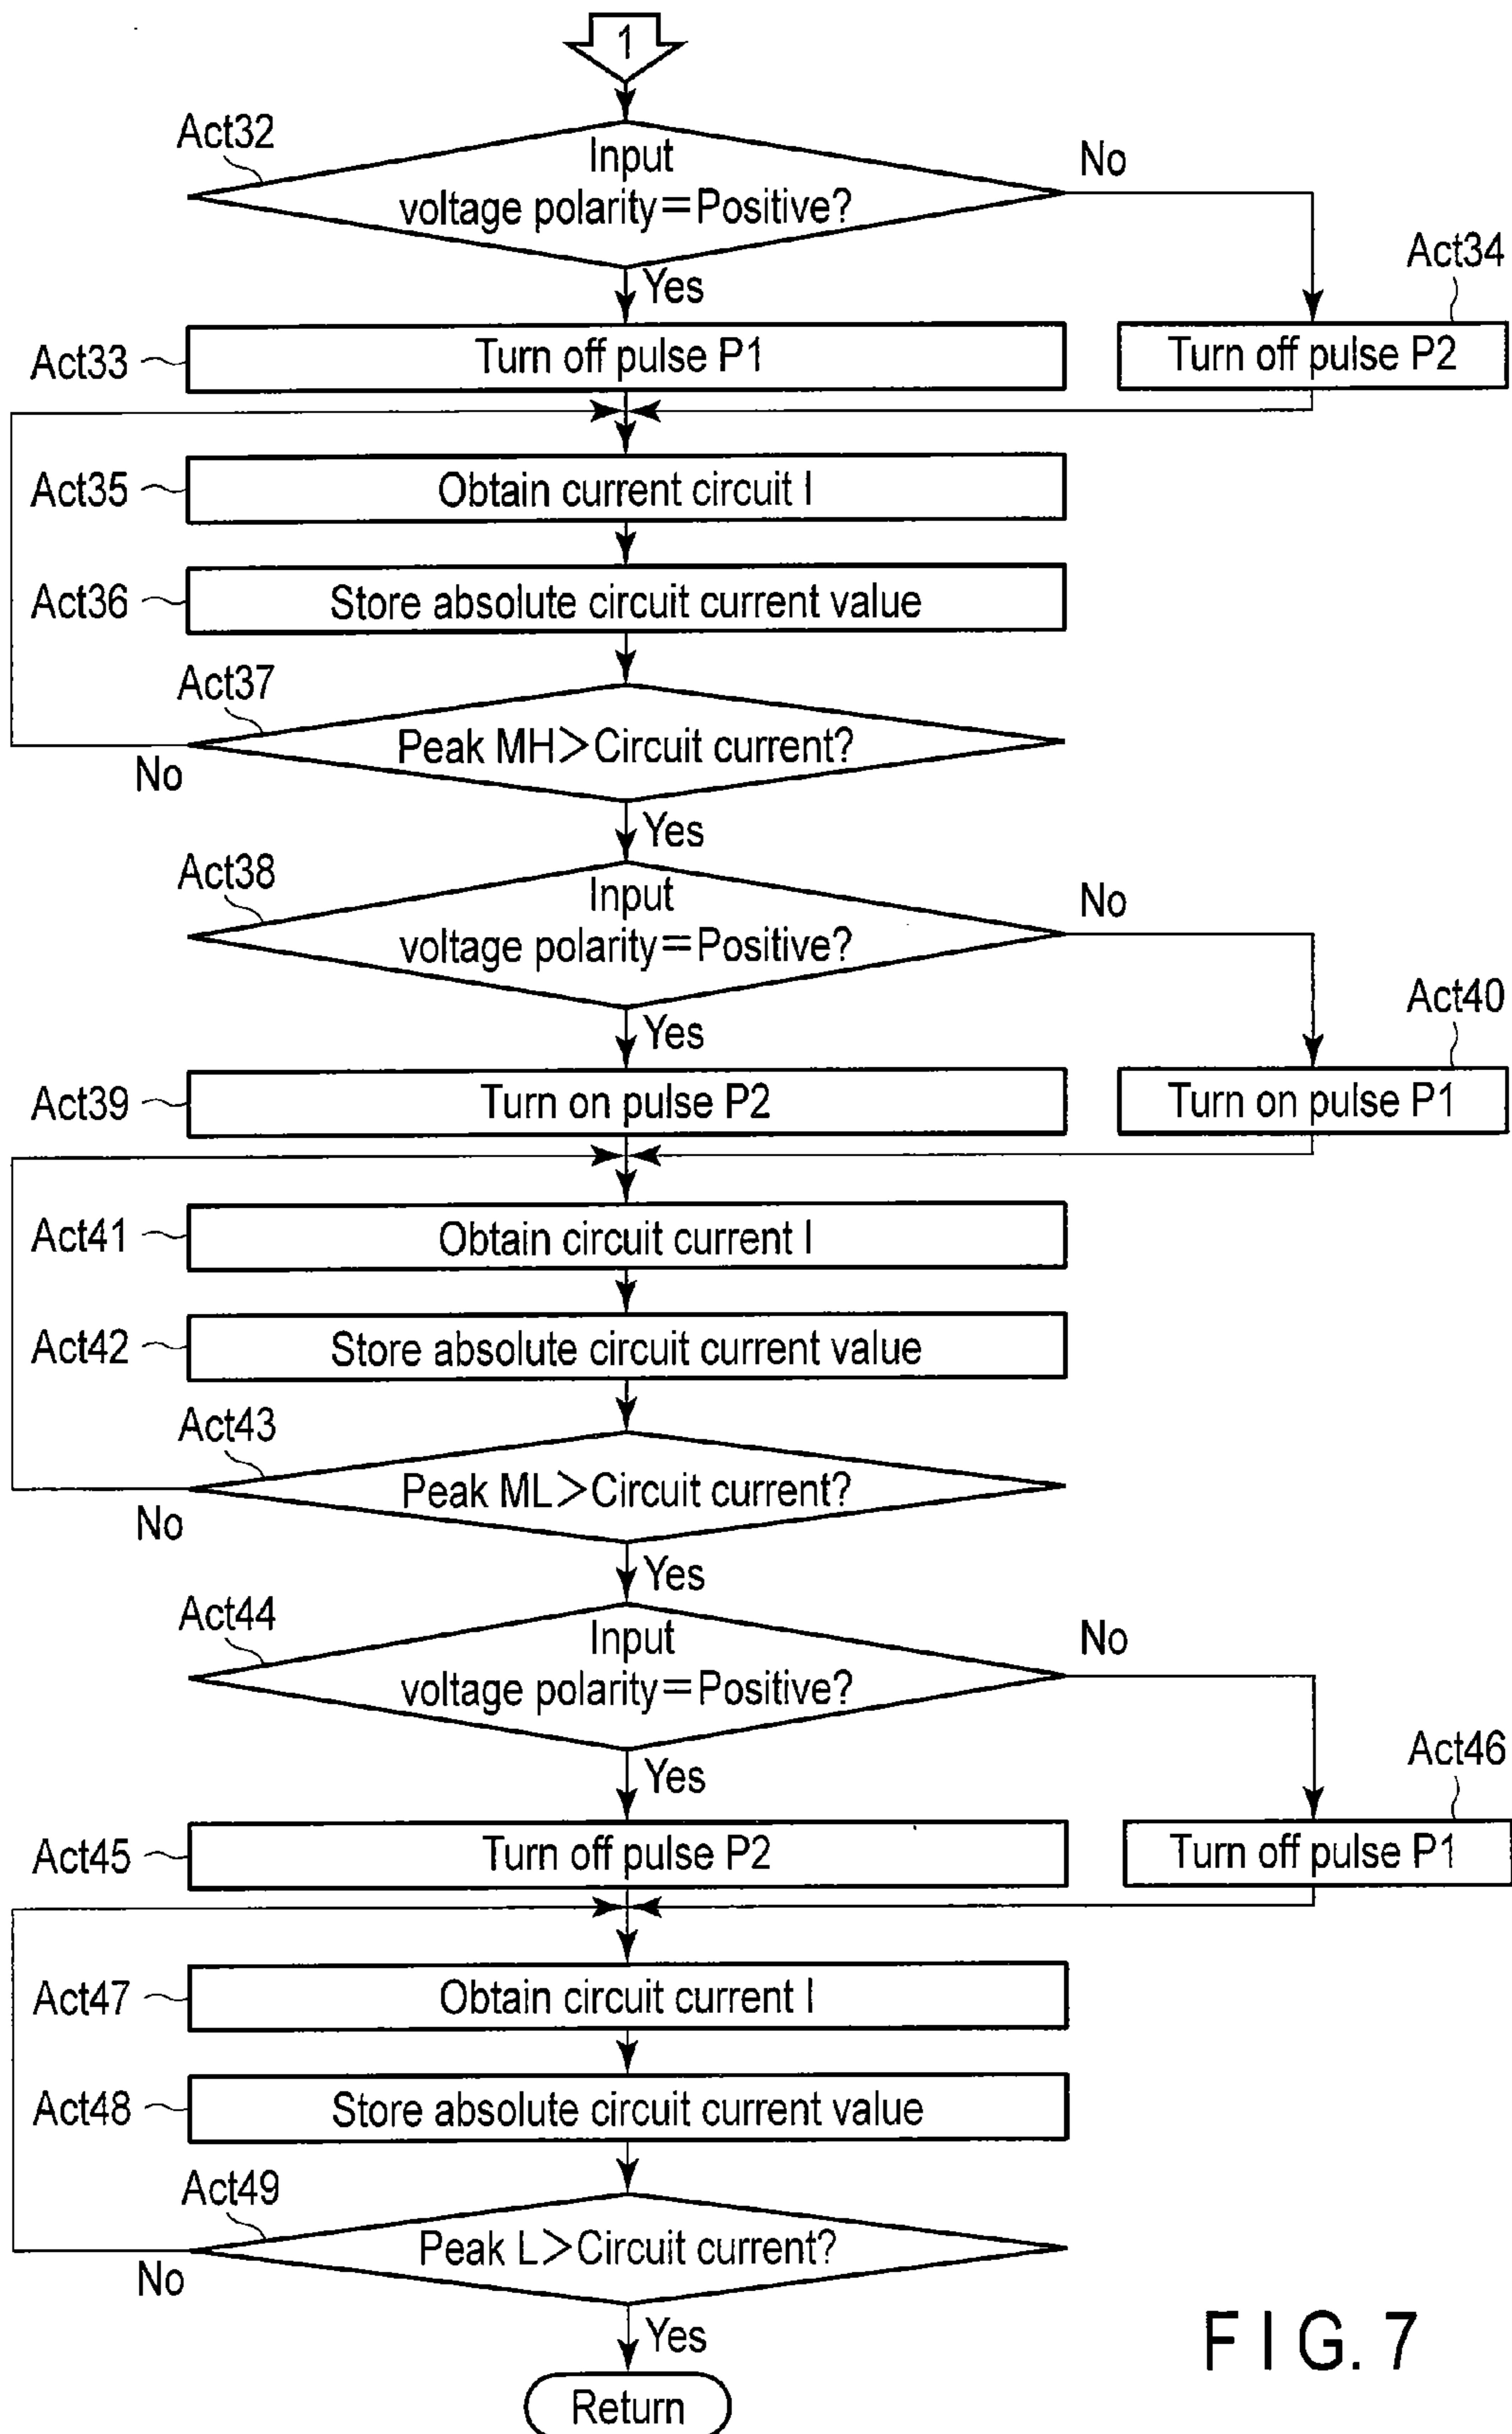 1
Act32
Input
voltage polarity=Positive?
No
Yes
Act34
Act33
Turn off pulse P1
Turn off pulse P2
Act35
Obtain current circuit I
Act36
Store absolute circuit current value
Act37
Peak MH>Circuit current?
No
Yes
Act38
Input
voltage polarity=Positive?
No
Yes
Act40
Act39
Turn on pulse P2
Turn on pulse P1
Act41
Obtain circuit current I
Act42
Store absolute circuit current value
Act43
Peak ML>Circuit current?
No
Yes
Act44
Input
voltage polarity=Positive?
No
Yes
Act46
Act45
Turn off pulse P2
Turn off pulse P1
Act47
Obtain circuit current I
Act48
Store absolute circuit current value
Act49
Peak L>Circuit current?
No
Yes
Return
FIG. 7